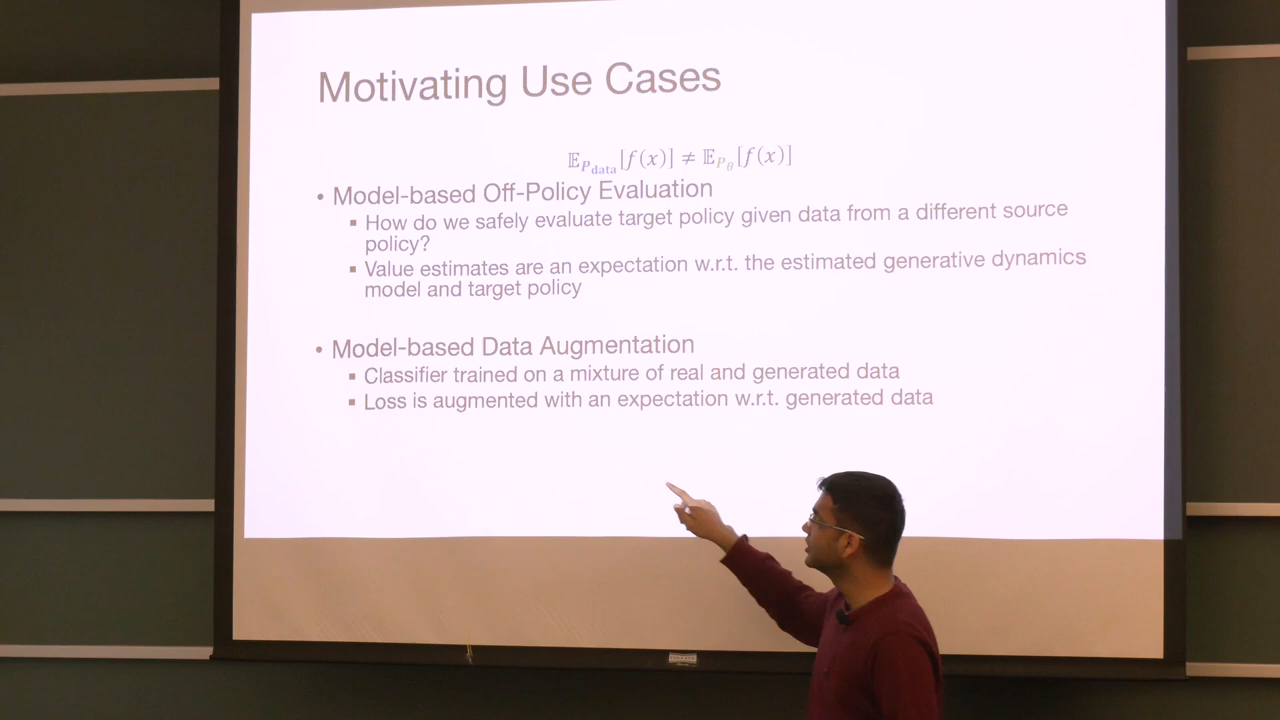 Motivating Use Cases
𝔼_{P_data}[f(x)] ≠ 𝔼_{P_θ}[f(x)]
• Model-based Off-Policy Evaluation
▪ How do we safely evaluate target policy given data from a different source
policy?
▪ Value estimates are an expectation w.r.t. the estimated generative dynamics
model and target policy
• Model-based Data Augmentation
▪ Classifier trained on a mixture of real and generated data
▪ Loss is augmented with an expectation w.r.t. generated data